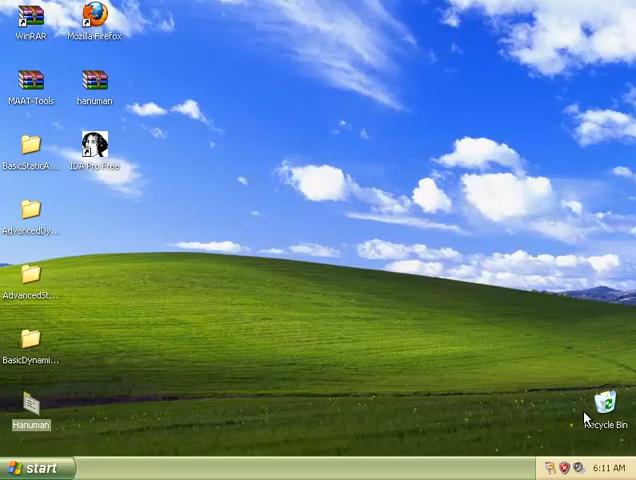 WinRAR
Mozilla Firefox
MAAT-Tools
hanuman
BasicStaticA...
IDA Pro Free
AdvancedDy...
AdvancedSt...
BasicDynami...
Hanuman
Recycle Bin
start
6:11 AM